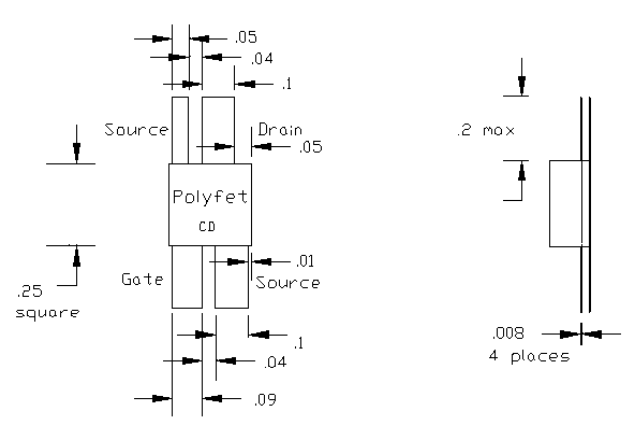 .05
.04
.1
Source
Drain
.05
Polyfet
CD
Gate
.01
Source
.25
square
.1
.04
.09
.2 max
.008
4 places